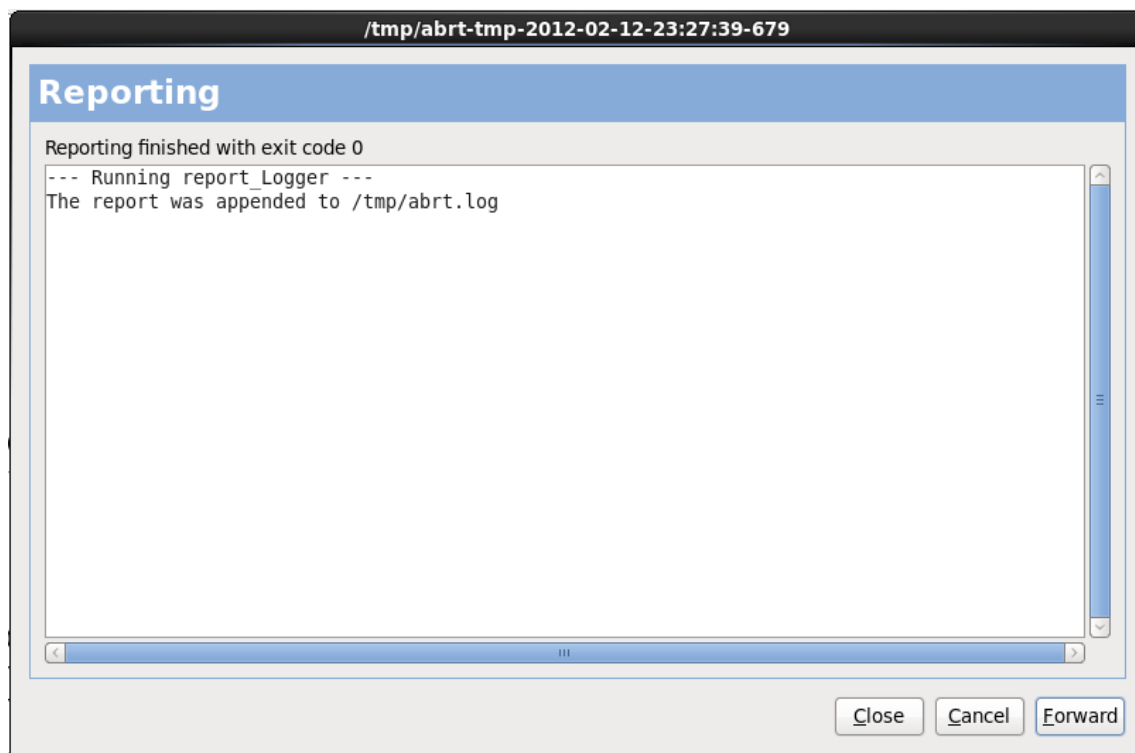 /tmp/abrt-tmp-2012-02-12-23:27:39-679
Reporting
Reporting finished with exit code 0
--- Running report_Logger ---
The report was appended to /tmp/abrt.log
Close Cancel Forward